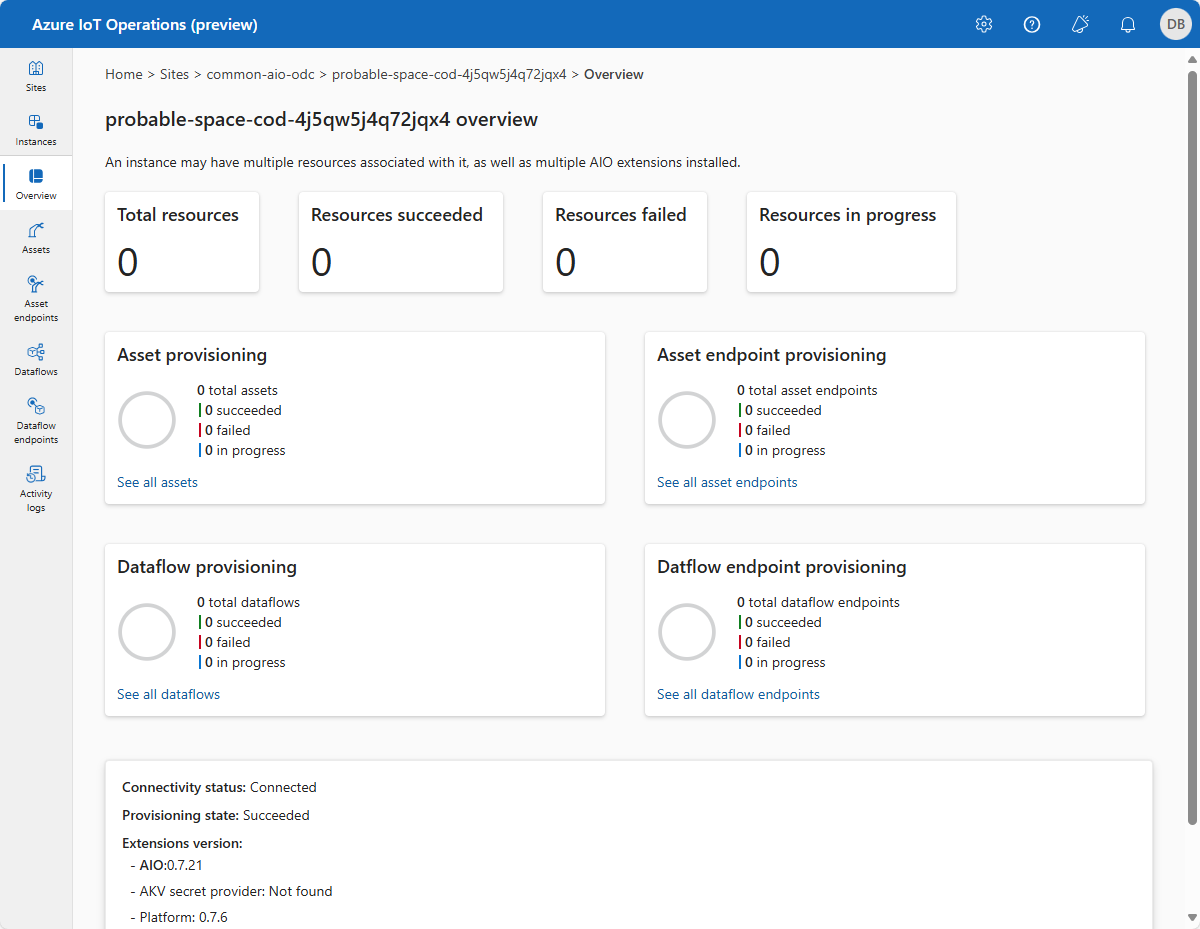 Azure IoT Operations (preview)
DB
Sites
Instances
Overview
Assets
Asset
endpoints
Dataflows
Dataflow
endpoints
Activity
logs
Home > Sites > common-aio-odc > probable-space-cod-4j5qw5j4q72jqx4 > Overview
probable-space-cod-4j5qw5j4q72jqx4 overview
An instance may have multiple resources associated with it, as well as multiple AIO extensions installed.
Total resources
0
Resources succeeded
0
Resources failed
0
Resources in progress
0
Asset provisioning
0 total assets
0 succeeded
0 failed
0 in progress
See all assets
Asset endpoint provisioning
0 total asset endpoints
0 succeeded
0 failed
0 in progress
See all asset endpoints
Dataflow provisioning
0 total dataflows
0 succeeded
0 failed
0 in progress
See all dataflows
Datflow endpoint provisioning
0 total dataflow endpoints
0 succeeded
0 failed
0 in progress
See all dataflow endpoints
Connectivity status: Connected
Provisioning state: Succeeded
Extensions version:
- AIO:0.7.21
- AKV secret provider: Not found
- Platform: 0.7.6